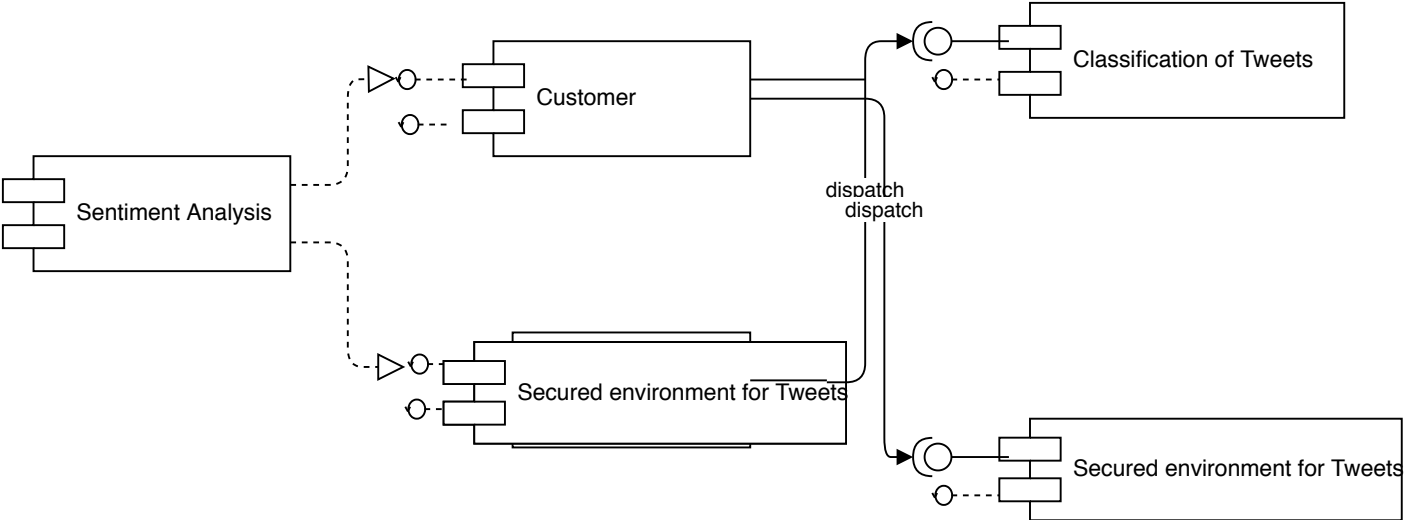 Classification of Tweets
Customer
Sentiment Analysis
dispatch
dispatch
Secured environment for Tweets
Secured environment for Tweets